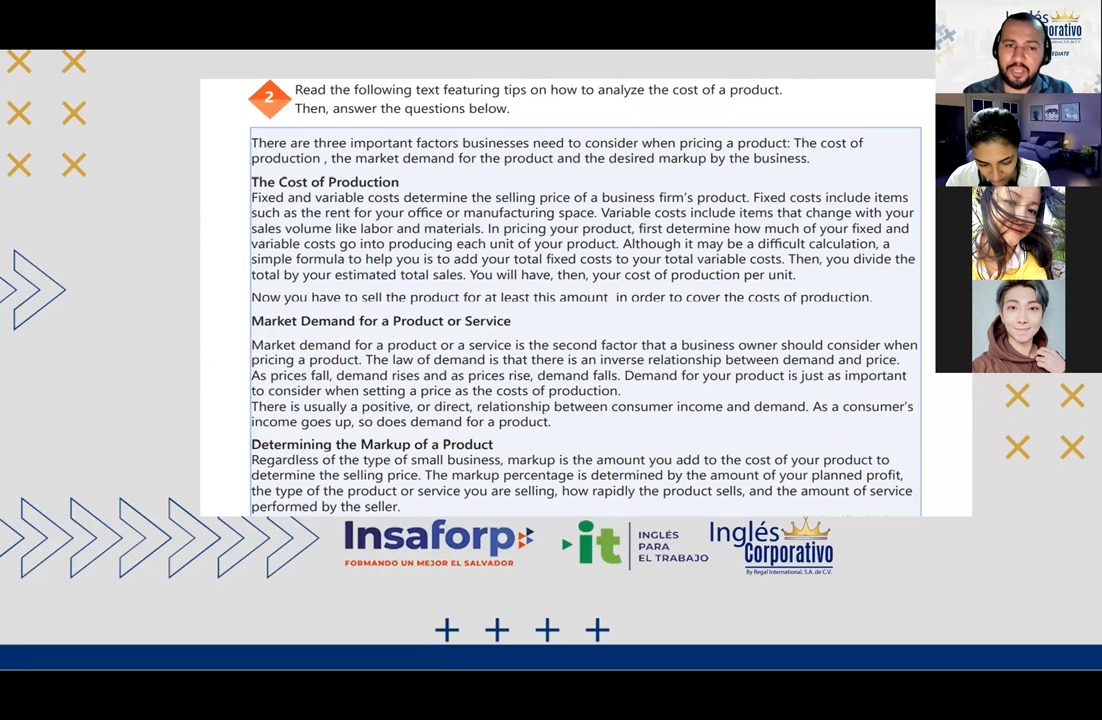 2
Read the following text featuring tips on how to analyze the cost of a product.
Then, answer the questions below.
There are three important factors businesses need to consider when pricing a product: The cost of
production , the market demand for the product and the desired markup by the business.
The Cost of Production
Fixed and variable costs determine the selling price of a business firm's product. Fixed costs include items
such as the rent for your office or manufacturing space. Variable costs include items that change with your
sales volume like labor and materials. In pricing your product, first determine how much of your fixed and
variable costs go into producing each unit of your product. Although it may be a difficult calculation, a
simple formula to help you is to add your total fixed costs to your total variable costs. Then, you divide the
total by your estimated total sales. You will have, then, your cost of production per unit.
Now you have to sell the product for at least this amount in order to cover the costs of production.
Market Demand for a Product or Service
Market demand for a product or a service is the second factor that a business owner should consider when
pricing a product. The law of demand is that there is an inverse relationship between demand and price.
As prices fall, demand rises and as prices rise, demand falls. Demand for your product is just as important
to consider when setting a price as the costs of production.
There is usually a positive, or direct, relationship between consumer income and demand. As a consumer's
income goes up, so does demand for a product.
Determining the Markup of a Product
Regardless of the type of small business, markup is the amount you add to the cost of your product to
determine the selling price. The markup percentage is determined by the amount of your planned profit,
the type of the product or service you are selling, how rapidly the product sells, and the amount of service
performed by the seller.
Insaforp
FORMANDO UN MEJOR EL SALVADOR
it
INGLÉS
PARA
EL TRABAJO
Inglés
Corporativo
By Regal International, S.A. de C.V.